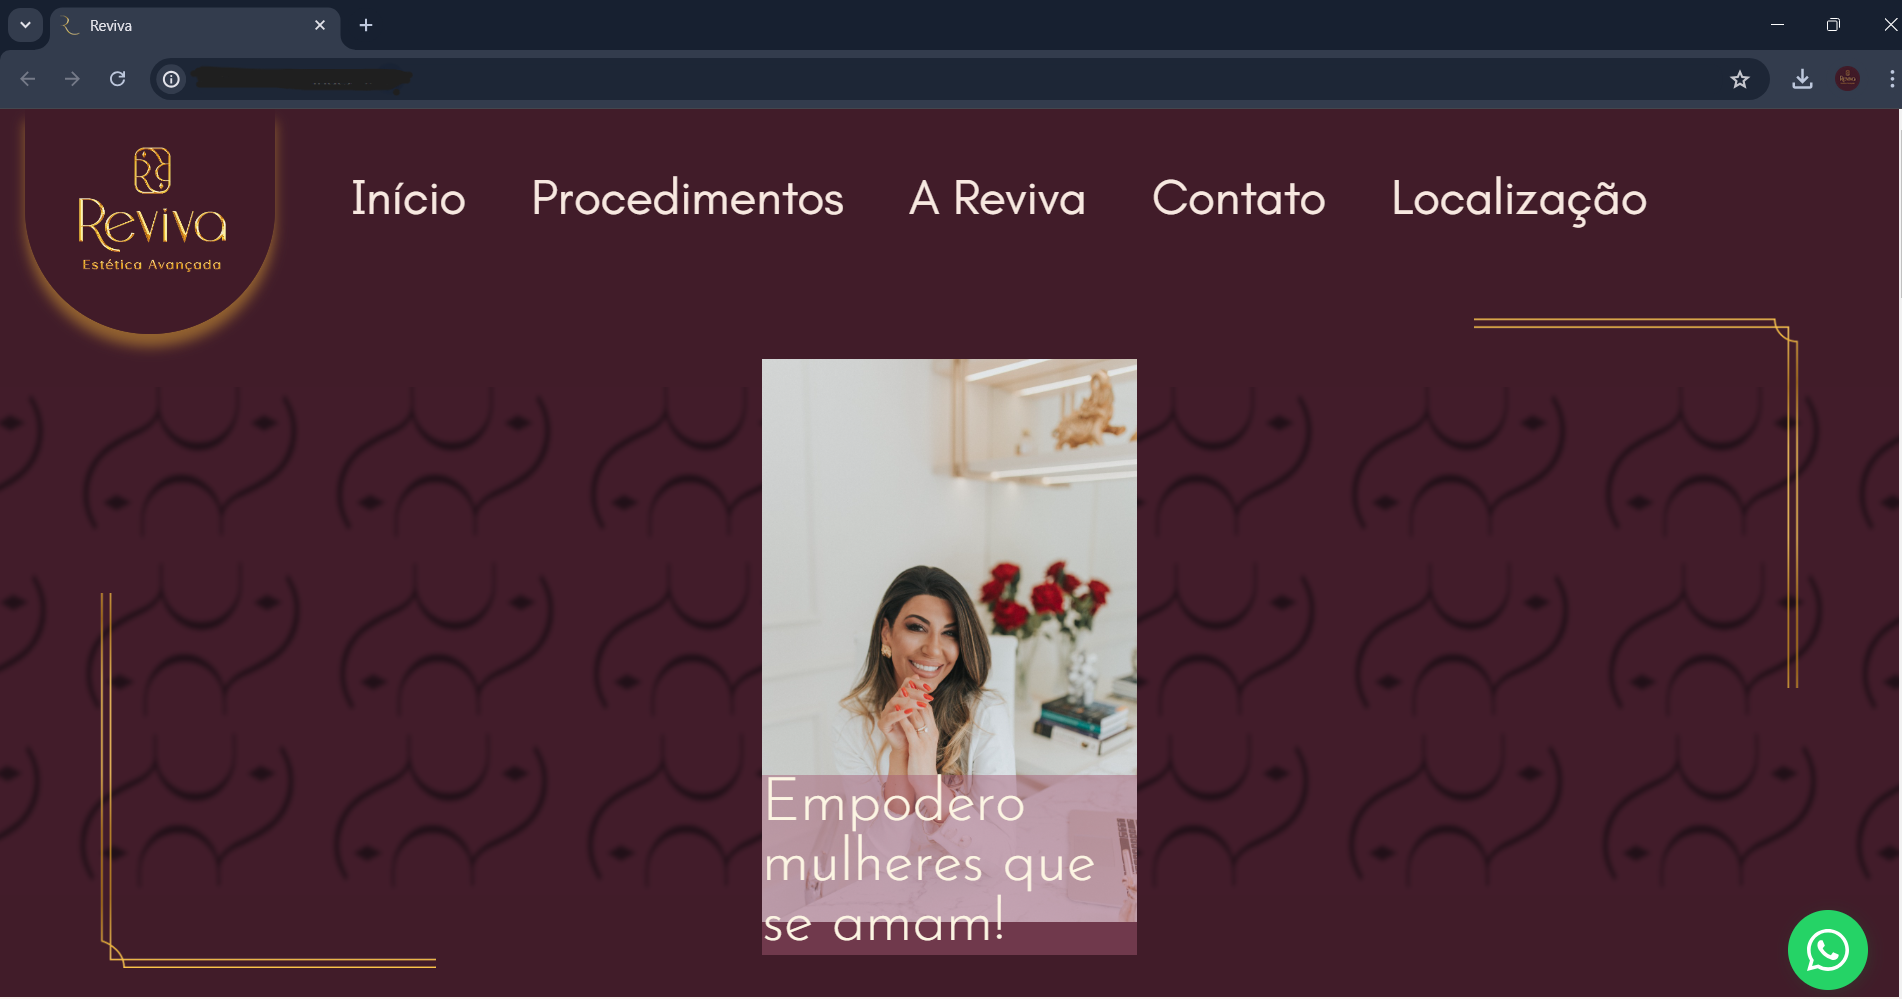 Reviva
Início Procedimentos A Reviva Contato Localização
Reviva
Estética Avançada
Empodero
mulheres que
se amam!